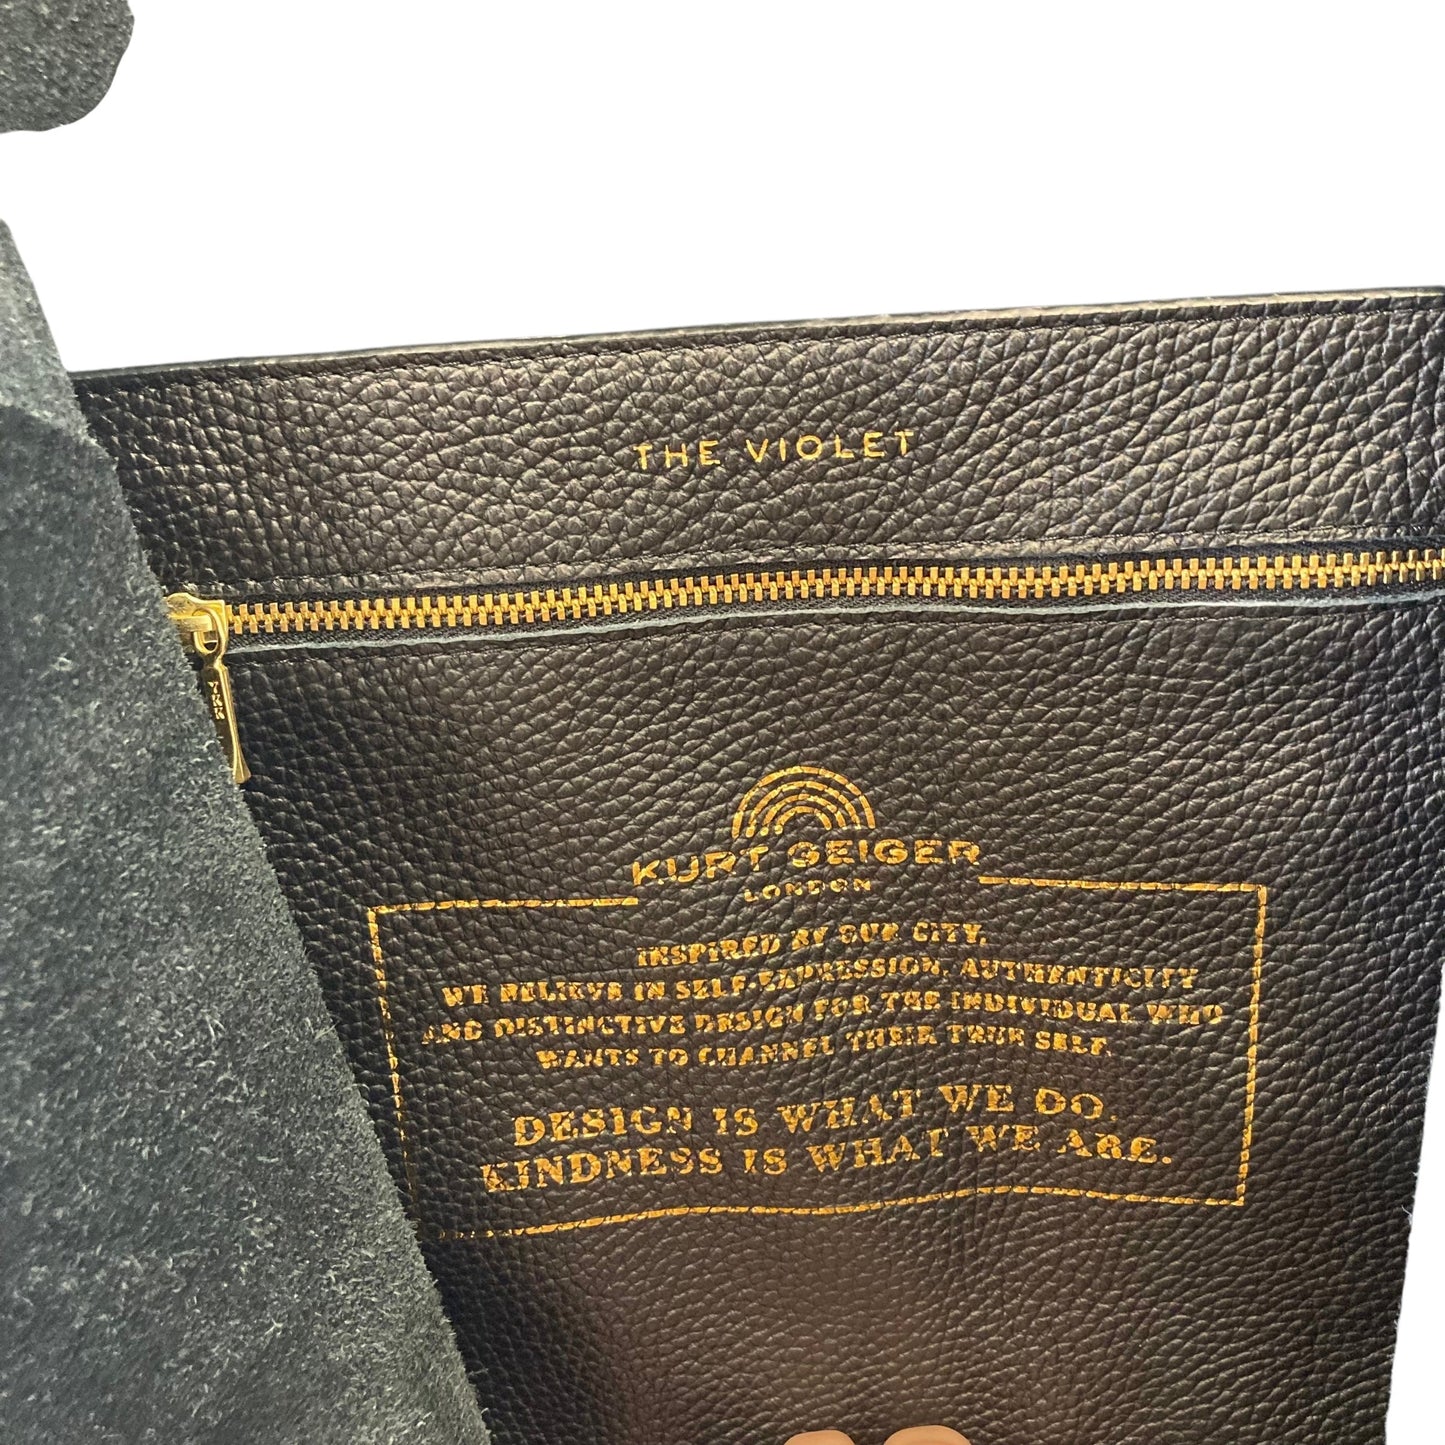 THE VIOLET
YKK
KURT GEIGER
LONDON
INSPIRED BY OUR CITY.
WE BELIEVE IN SELF-EXPRESSION, AUTHENTICITY
AND DISTINCTIVE DESIGN FOR THE INDIVIDUAL WHO
WANTS TO CHANNEL THEIR TRUE SELF.
DESIGN IS WHAT WE DO.
KINDNESS IS WHAT WE ARE.